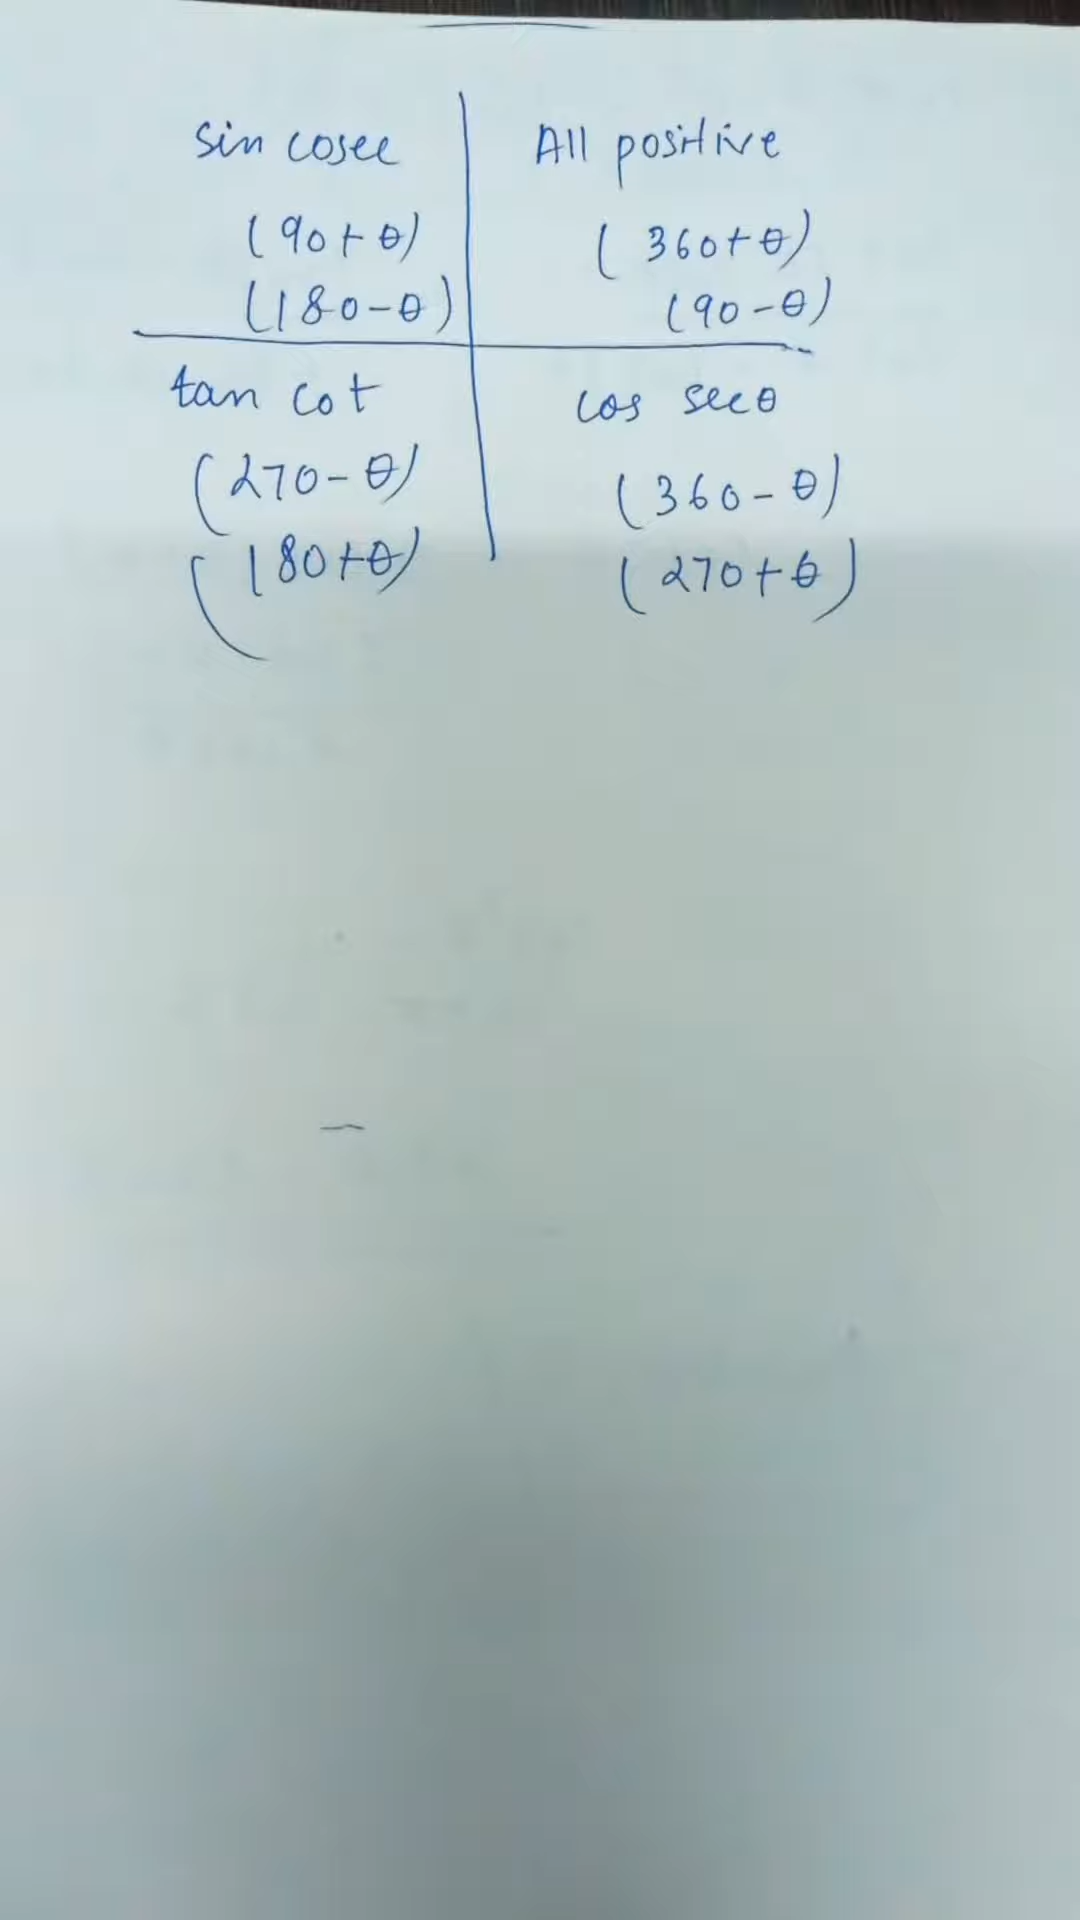 sin cosec
(90+θ)
(180-θ)
All positive
(360+θ)
(90-θ)
tan cot
(270-θ)
(180+θ)
cos secθ
(360-θ)
(270+θ)